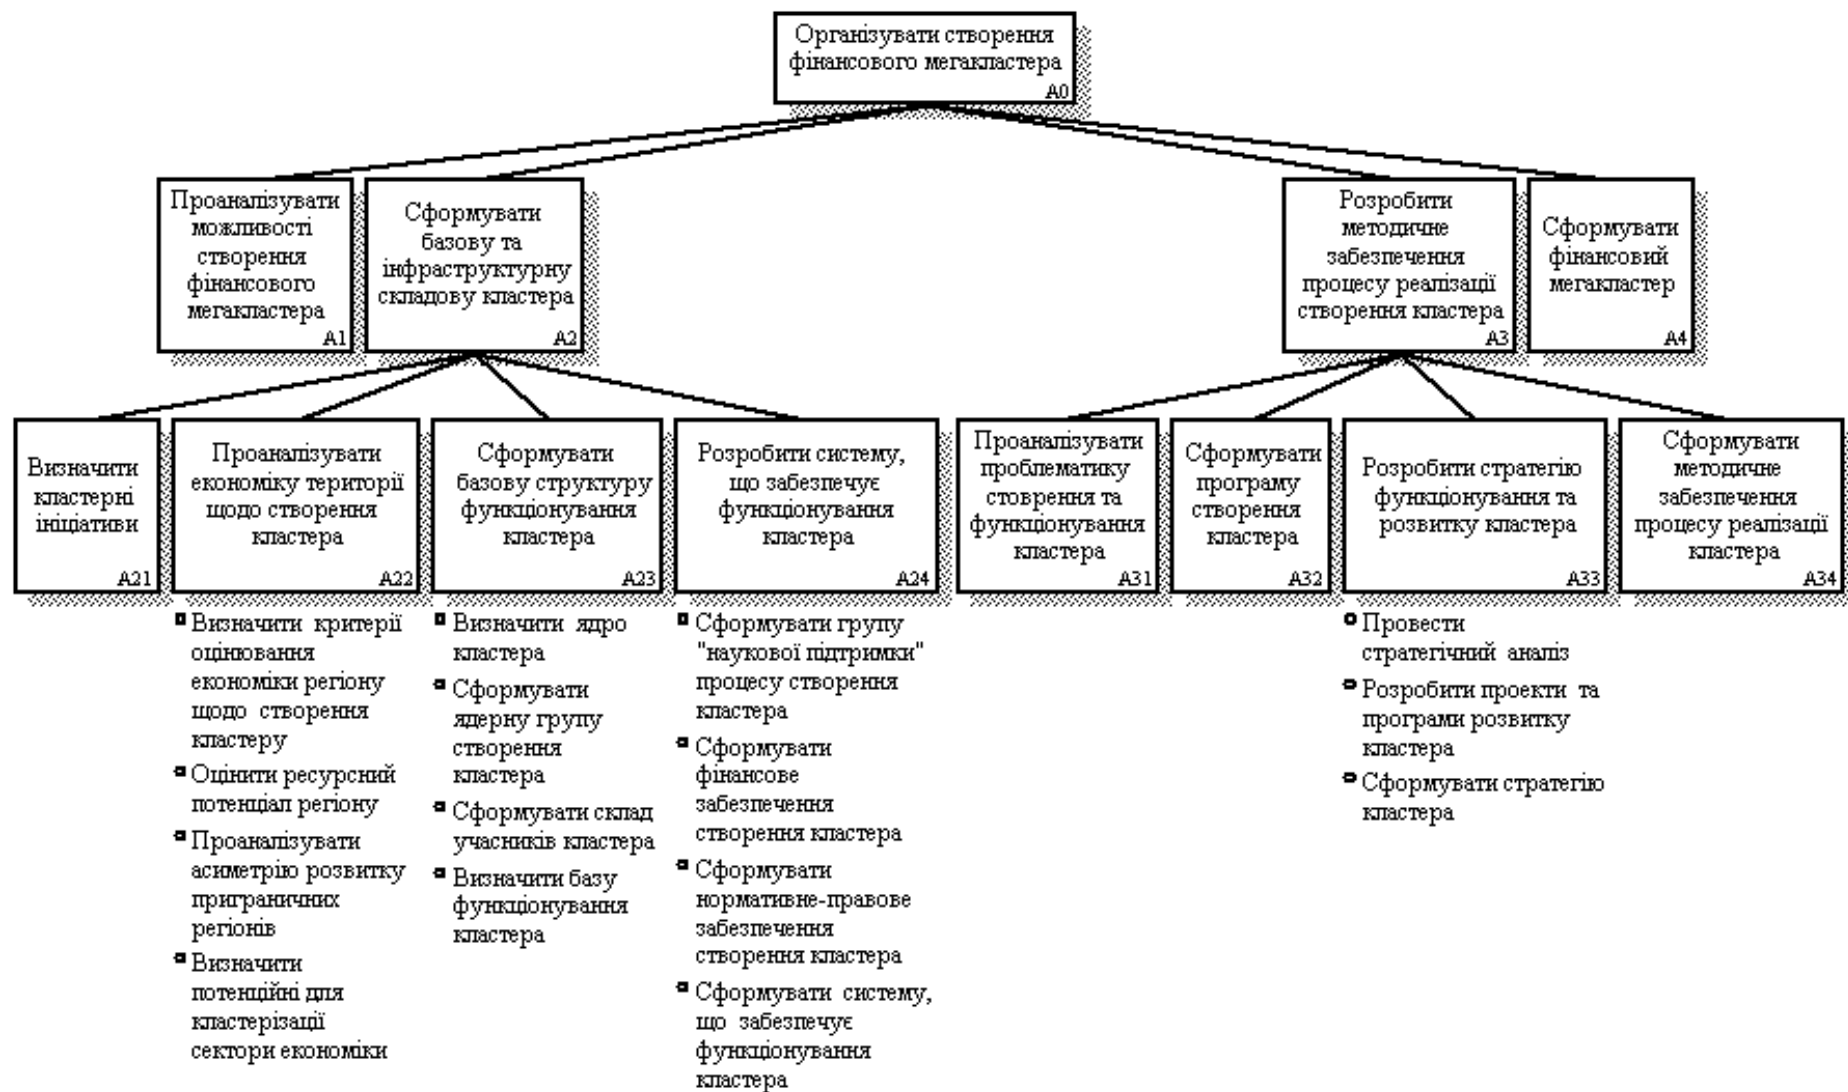 Організувати створення
фінансового мегакластера
A0
Проаналізувати
можливості
створення
фінансового
мегакластера
A1
Сформувати
базову та
інфраструктурну
складову кластера
A2
Розробити
методичне
забезпечення
процесу реалізації
створення кластера
A3
Сформувати
фінансовий
мегакластер
A4
Визначити
кластерні
ініціативи
A21
Проаналізувати
економіку території
щодо створення
кластера
A22
Сформувати
базову структуру
функціонування
кластера
A23
Розробити систему,
що забезпечує
функціонування
кластера
A24
Проаналізувати
проблематику
стоврення та
функціонування
кластера
A31
Сформувати
програму
створення
кластера
A32
Розробити стратегію
функціонування та
розвитку кластера
A33
Сформувати
методичне
забезпечення
процесу реалізації
кластера
A34
Визначити критерії
оцінювання
економіки регіону
щодо створення
кластеру
Оцінити ресурсний
потенціал регіону
Проаналізувати
асиметрію розвитку
приграничних
регіонів
Визначити
потенційні для
кластерізації
сектори економіки
Визначити ядро
кластера
Сформувати
ядерну групу
створення
кластера
Сформувати склад
учасників кластера
Визначити базу
функціонування
кластера
Сформувати групу
"наукової підтримки"
процесу створення
кластера
Сформувати
фінансове
забезпечення
створення кластера
Сформувати
нормативне-правове
забезпечення
створення кластера
Сформувати систему,
що забезпечує
функціонування
кластера
Провести
стратегічний аналіз
Розробити проекти та
програми розвитку
кластера
Сформувати стратегію
кластера